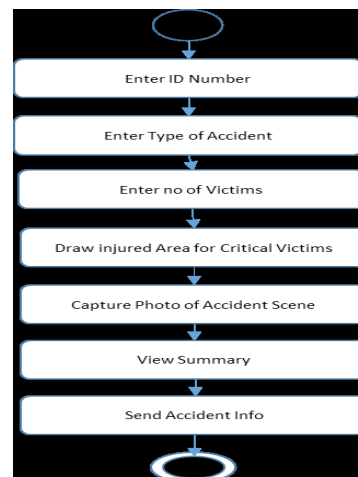 Enter ID Number
Enter Type of Accident
Enter no of Victims
Draw injured Area for Critical Victims
Capture Photo of Accident Scene
View Summary
Send Accident Info